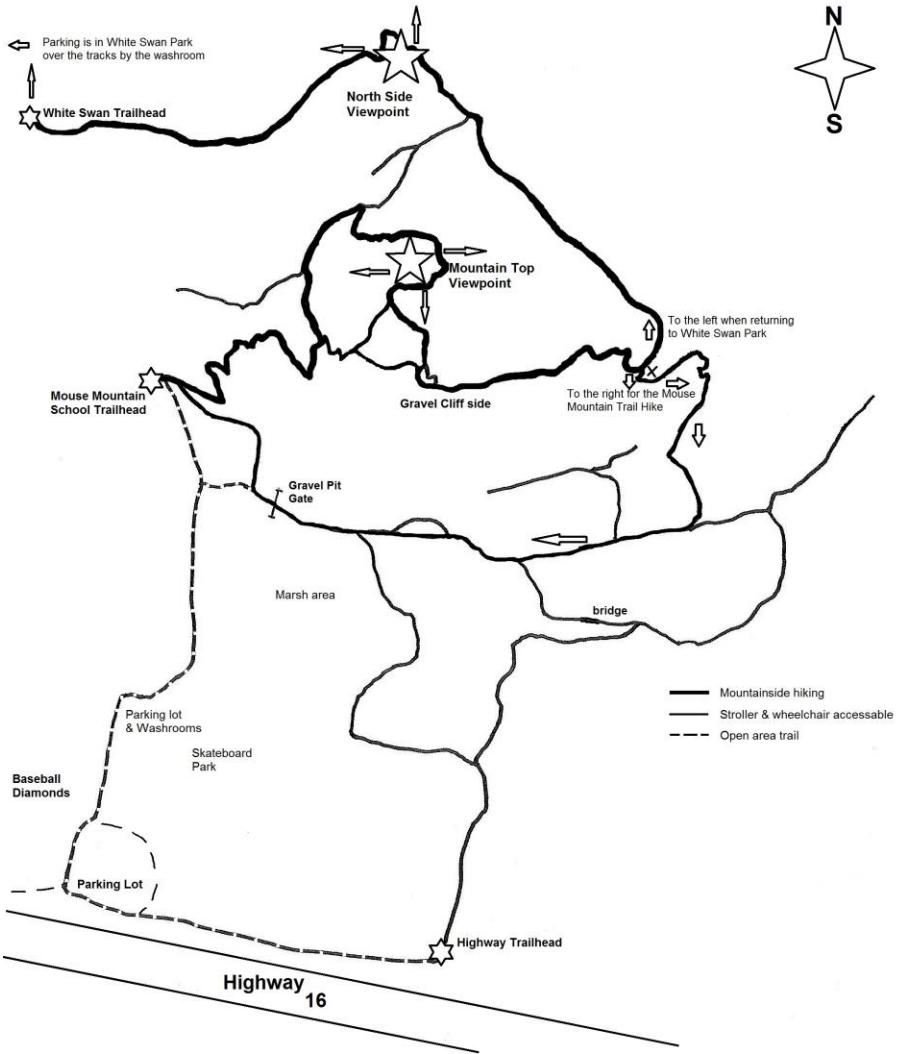 N
S
Parking is in White Swan Park
over the tracks by the washroom
White Swan Trailhead
North Side
Viewpoint
Mountain Top
Viewpoint
To the left when returning
to White Swan Park
X
To the right for the Mouse
Mountain Trail Hike
Gravel Cliff side
Mouse Mountain
School Trailhead
Gravel Pit
Gate
Marsh area
bridge
Mountainside hiking
Stroller & wheelchair accessable
Open area trail
Parking lot
& Washrooms
Skateboard
Park
Baseball
Diamonds
Parking Lot
Highway Trailhead
Highway
16